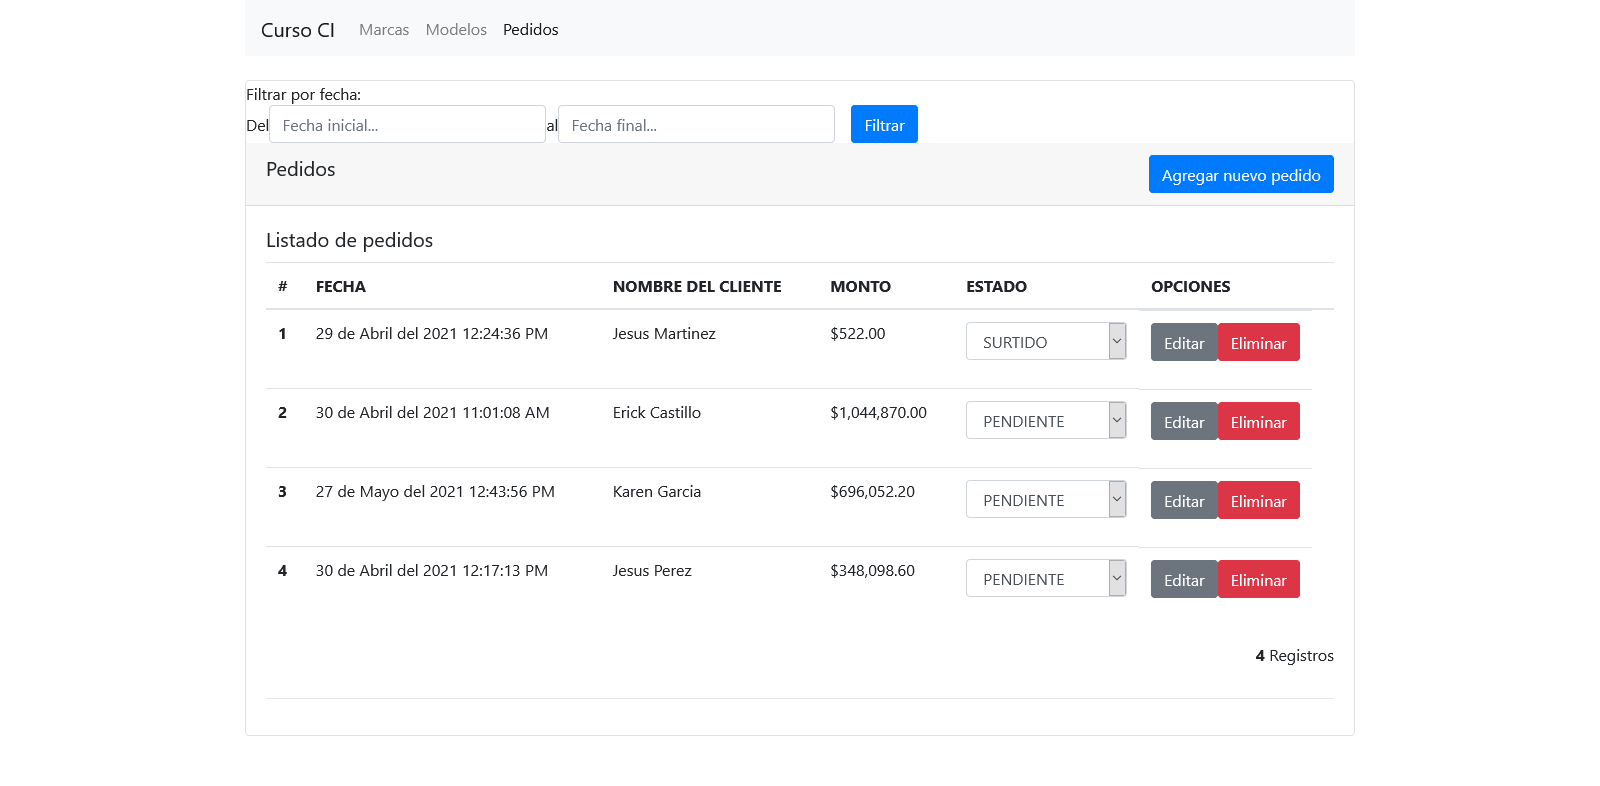 Curso CI Marcas Modelos Pedidos
Filtrar por fecha:
Del Fecha inicial... al Fecha final... Filtrar
Pedidos Agregar nuevo pedido
Listado de pedidos
# FECHA NOMBRE DEL CLIENTE MONTO ESTADO OPCIONES
1 29 de Abril del 2021 12:24:36 PM Jesus Martinez $522.00 SURTIDO Editar Eliminar
2 30 de Abril del 2021 11:01:08 AM Erick Castillo $1,044,870.00 PENDIENTE Editar Eliminar
3 27 de Mayo del 2021 12:43:56 PM Karen Garcia $696,052.20 PENDIENTE Editar Eliminar
4 30 de Abril del 2021 12:17:13 PM Jesus Perez $348,098.60 PENDIENTE Editar Eliminar
4 Registros